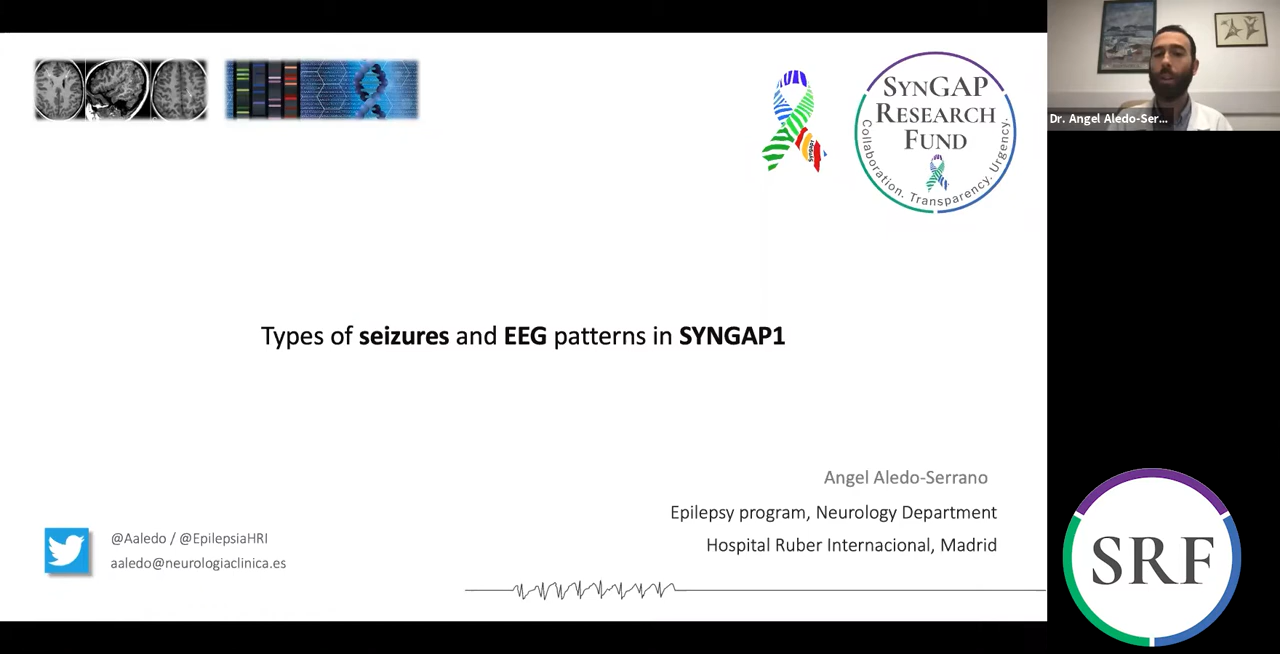 SYNGAP
RESEARCH
FUND
Collaboration. Transparency. Urgency.
Dr. Angel Aledo-Ser...
Types of seizures and EEG patterns in SYNGAP1
Angel Aledo-Serrano
Epilepsy program, Neurology Department
Hospital Ruber Internacional, Madrid
@Aaledo / @EpilepsiaHRI
aaledo@neurologiaclinica.es
SRF